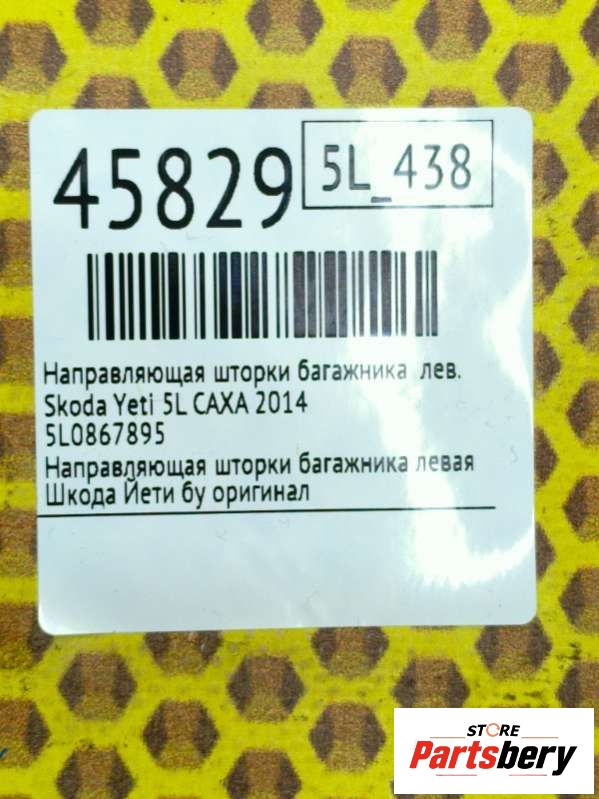 45829
5L_438
Направляющая шторки багажника лев.
Skoda Yeti 5L CAXA 2014
5L0867895
Направляющая шторки багажника левая
Шкода Йети бу оригинал
STORE
Partsbery